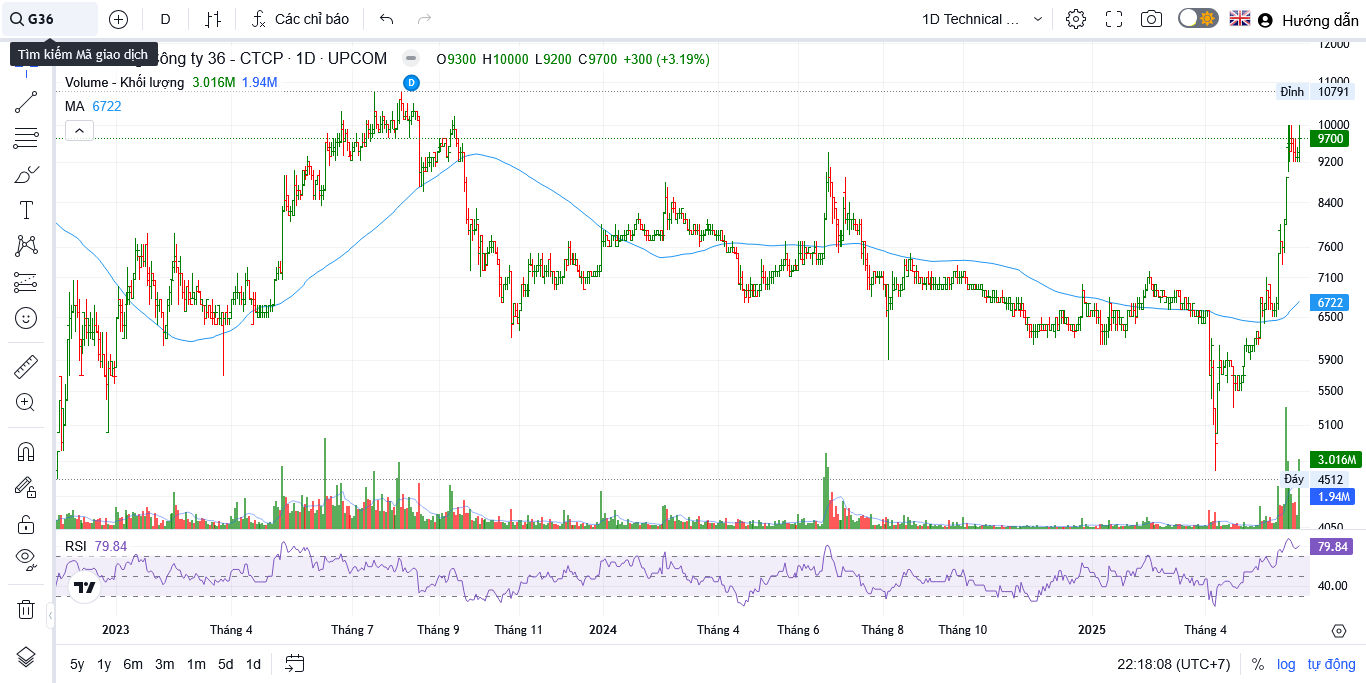 G36 D Các chỉ báo 1D Technical ... Hướng dẫn
Tìm kiếm Mã giao dịch
ông ty 36 - CTCP · 1D · UPCOM O9300 H10000 L9200 C9700 +300 (+3.19%)
Volume - Khối lượng 3.016M 1.94M
D
MA 6722
12000
11000
Đỉnh 10791
10000
9700
9200
8400
7600
7100
6722
6500
5900
5500
5100
3.016M
Đáy 4512
1.94M
4050
RSI 79.84
79.84
40.00
2023 Tháng 4 Tháng 7 Tháng 9 Tháng 11 2024 Tháng 4 Tháng 6 Tháng 8 Tháng 10 2025 Tháng 4
5y 1y 6m 3m 1m 5d 1d 22:18:08 (UTC+7) % log tự động